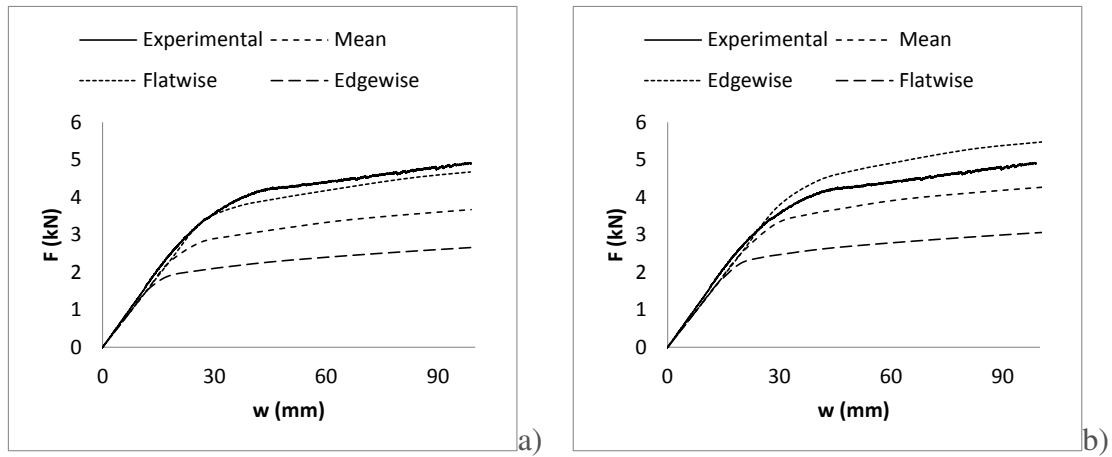 Experimental Mean
Flatwise Edgewise
6
5
4
3
2
1
0
F (kN)
0 30 60 90
w (mm)
a)
Experimental Mean
Edgewise Flatwise
6
5
4
3
2
1
0
F (kN)
0 30 60 90
w (mm)
b)